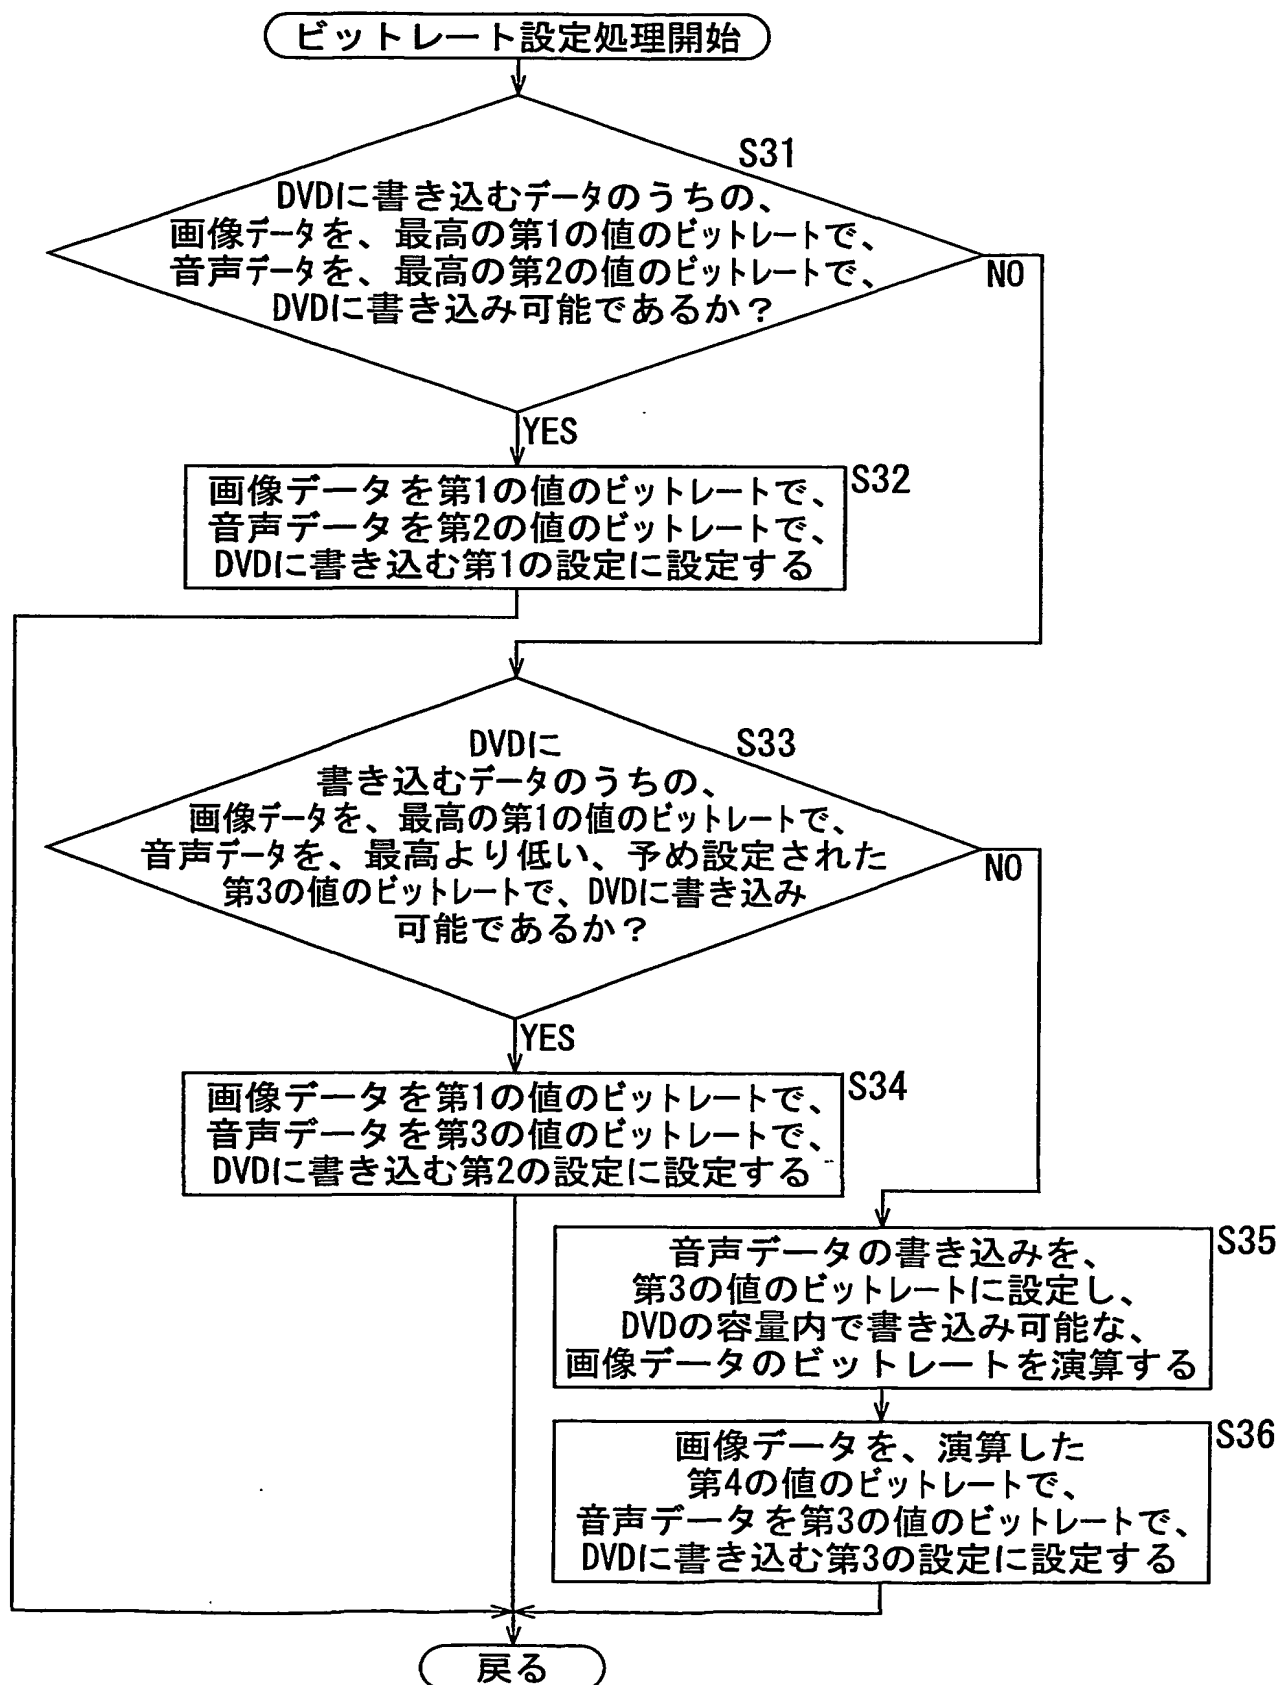 ビットレート設定処理開始
S31
DVDに書き込むデータのうちの、
画像データを、最高の第1の値のビットレートで、
音声データを、最高の第2の値のビットレートで、
DVDに書き込み可能であるか？
NO
YES
S32
画像データを第1の値のビットレートで、
音声データを第2の値のビットレートで、
DVDに書き込む第1の設定に設定する
S33
DVDに
書き込むデータのうちの、
画像データを、最高の第1の値のビットレートで、
音声データを、最高より低い、予め設定された
第3の値のビットレートで、DVDに書き込み
可能であるか？
NO
YES
S34
画像データを第1の値のビットレートで、
音声データを第3の値のビットレートで、
DVDに書き込む第2の設定に設定する
S35
音声データの書き込みを、
第3の値のビットレートに設定し、
DVDの容量内で書き込み可能な、
画像データのビットレートを演算する
S36
画像データを、演算した
第4の値のビットレートで、
音声データを第3の値のビットレートで、
DVDに書き込む第3の設定に設定する
戻る